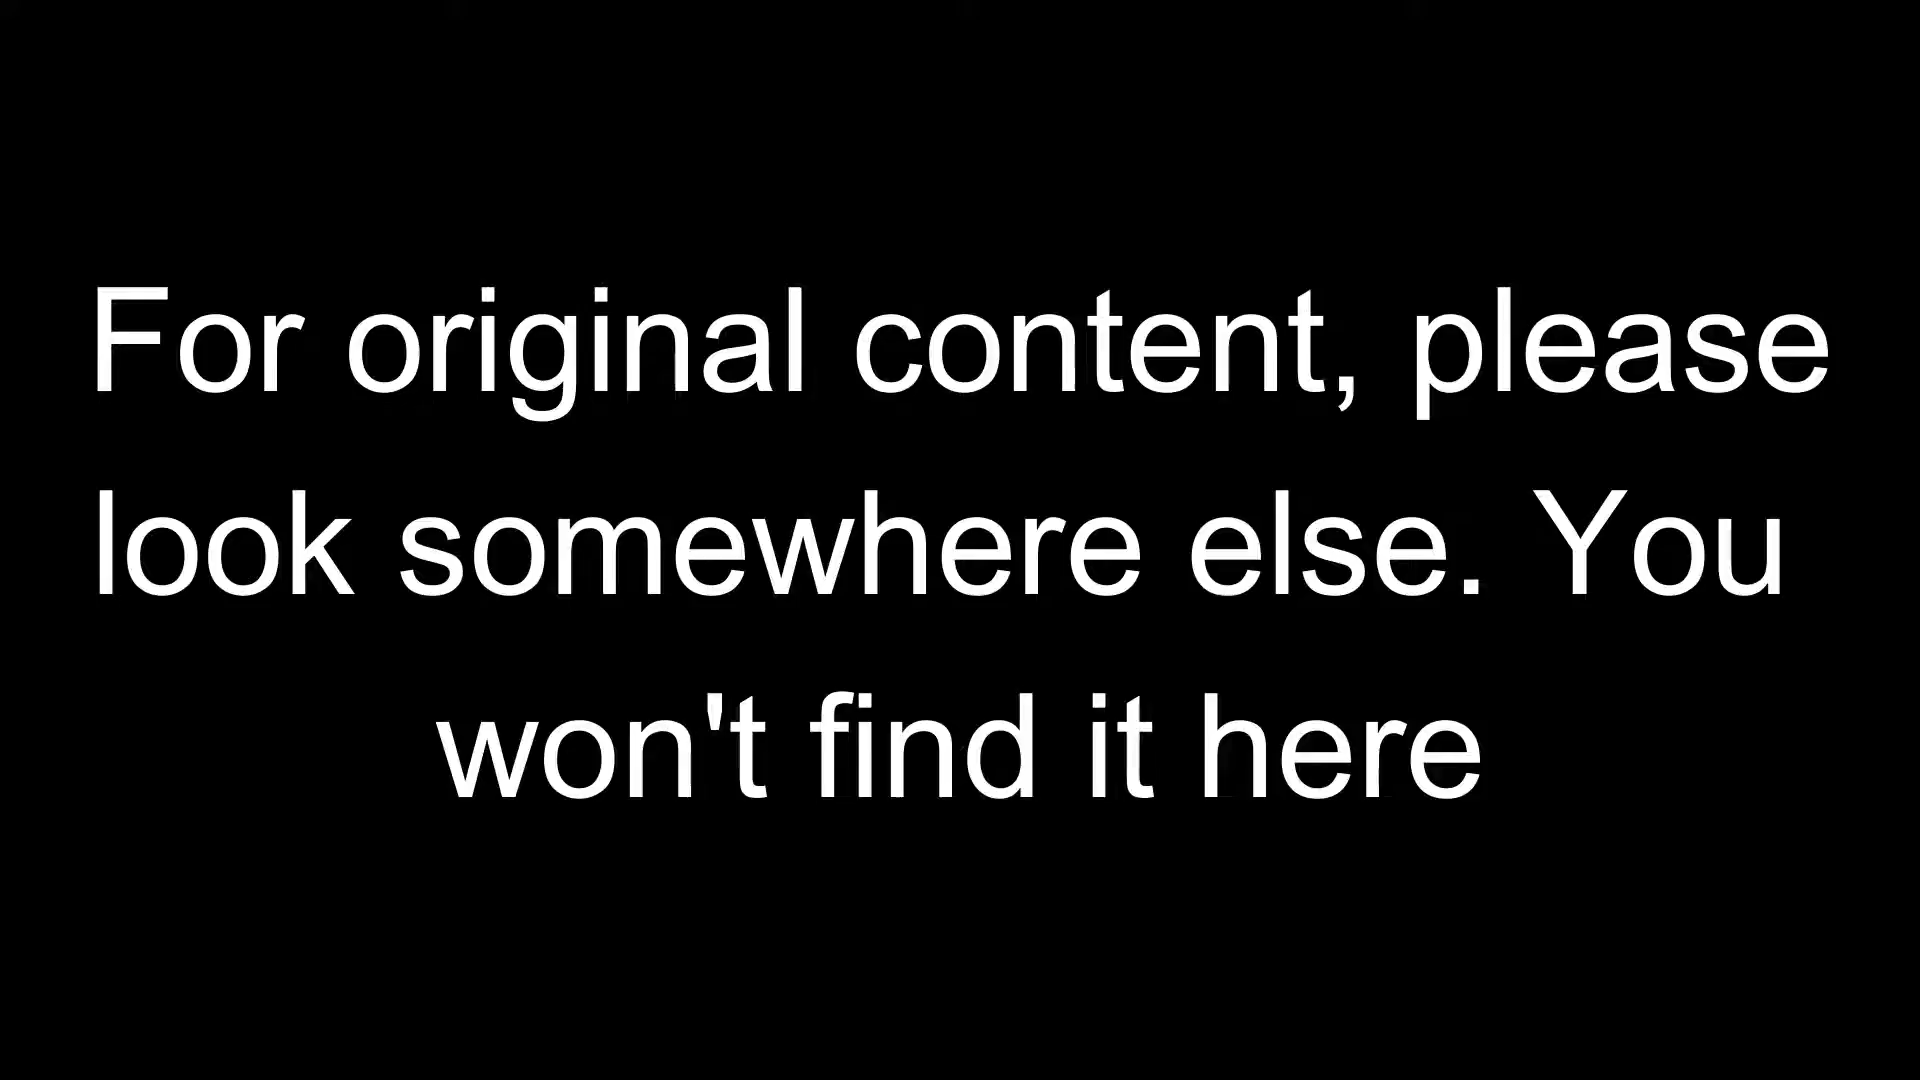 For original content, please
look somewhere else. You
won't find it here